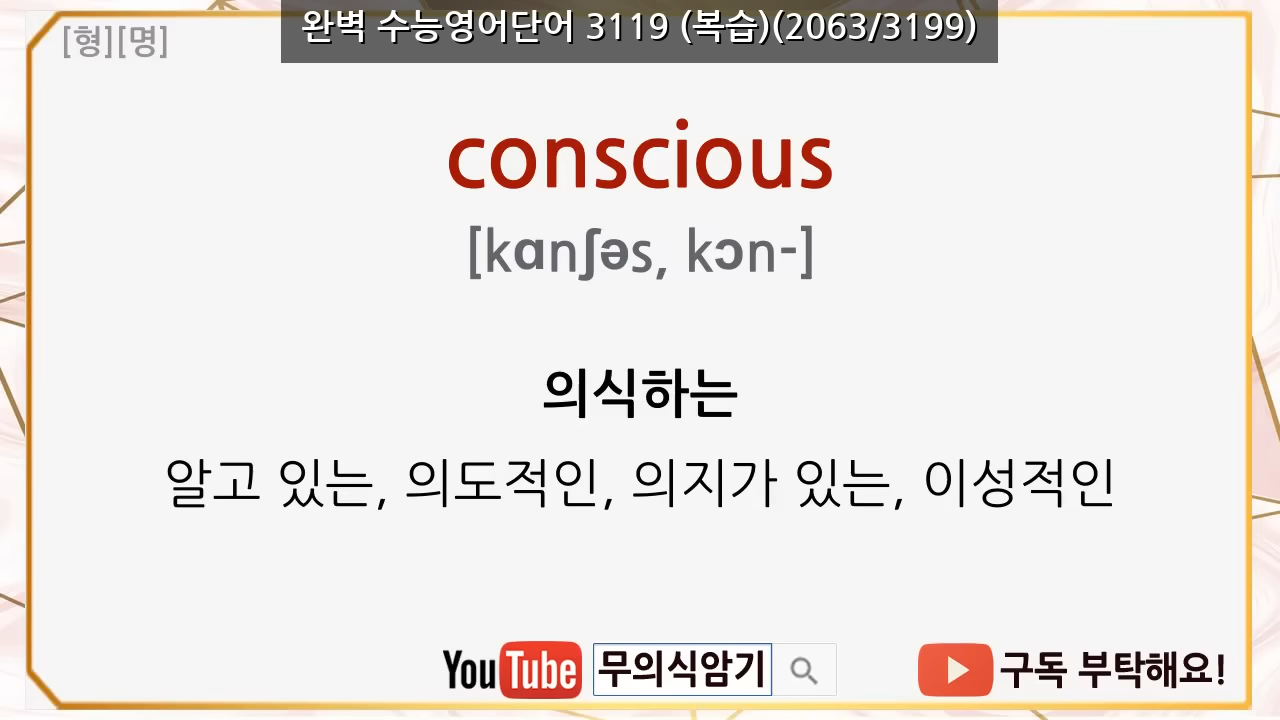 완벽 수능영어단어 3119 (복습)(2063/3199)
[형][명]
conscious
[kɑnʃəs, kɔn-]
의식하는
알고 있는, 의도적인, 의지가 있는, 이성적인
YouTube 무의식암기 구독 부탁해요!